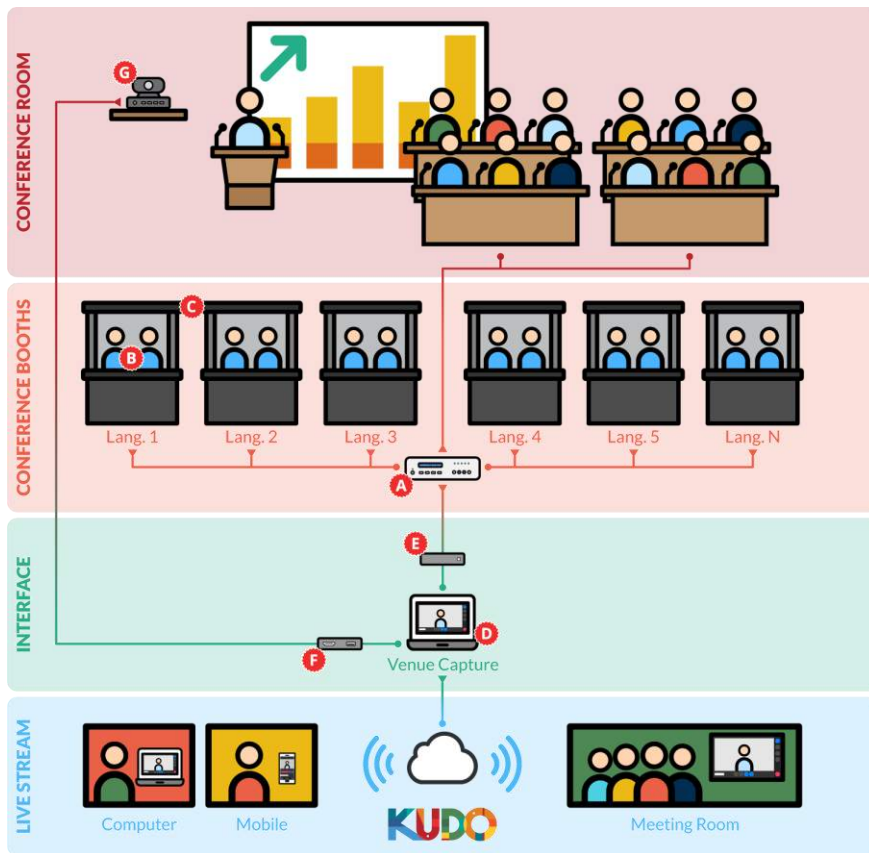 CONFERENCE ROOM
G
CONFERENCE BOOTHS
C
B
Lang. 1
Lang. 2
Lang. 3
Lang. 4
Lang. 5
Lang. N
A
INTERFACE
E
D
Venue Capture
F
LIVE STREAM
Computer
Mobile
KUDO
Meeting Room